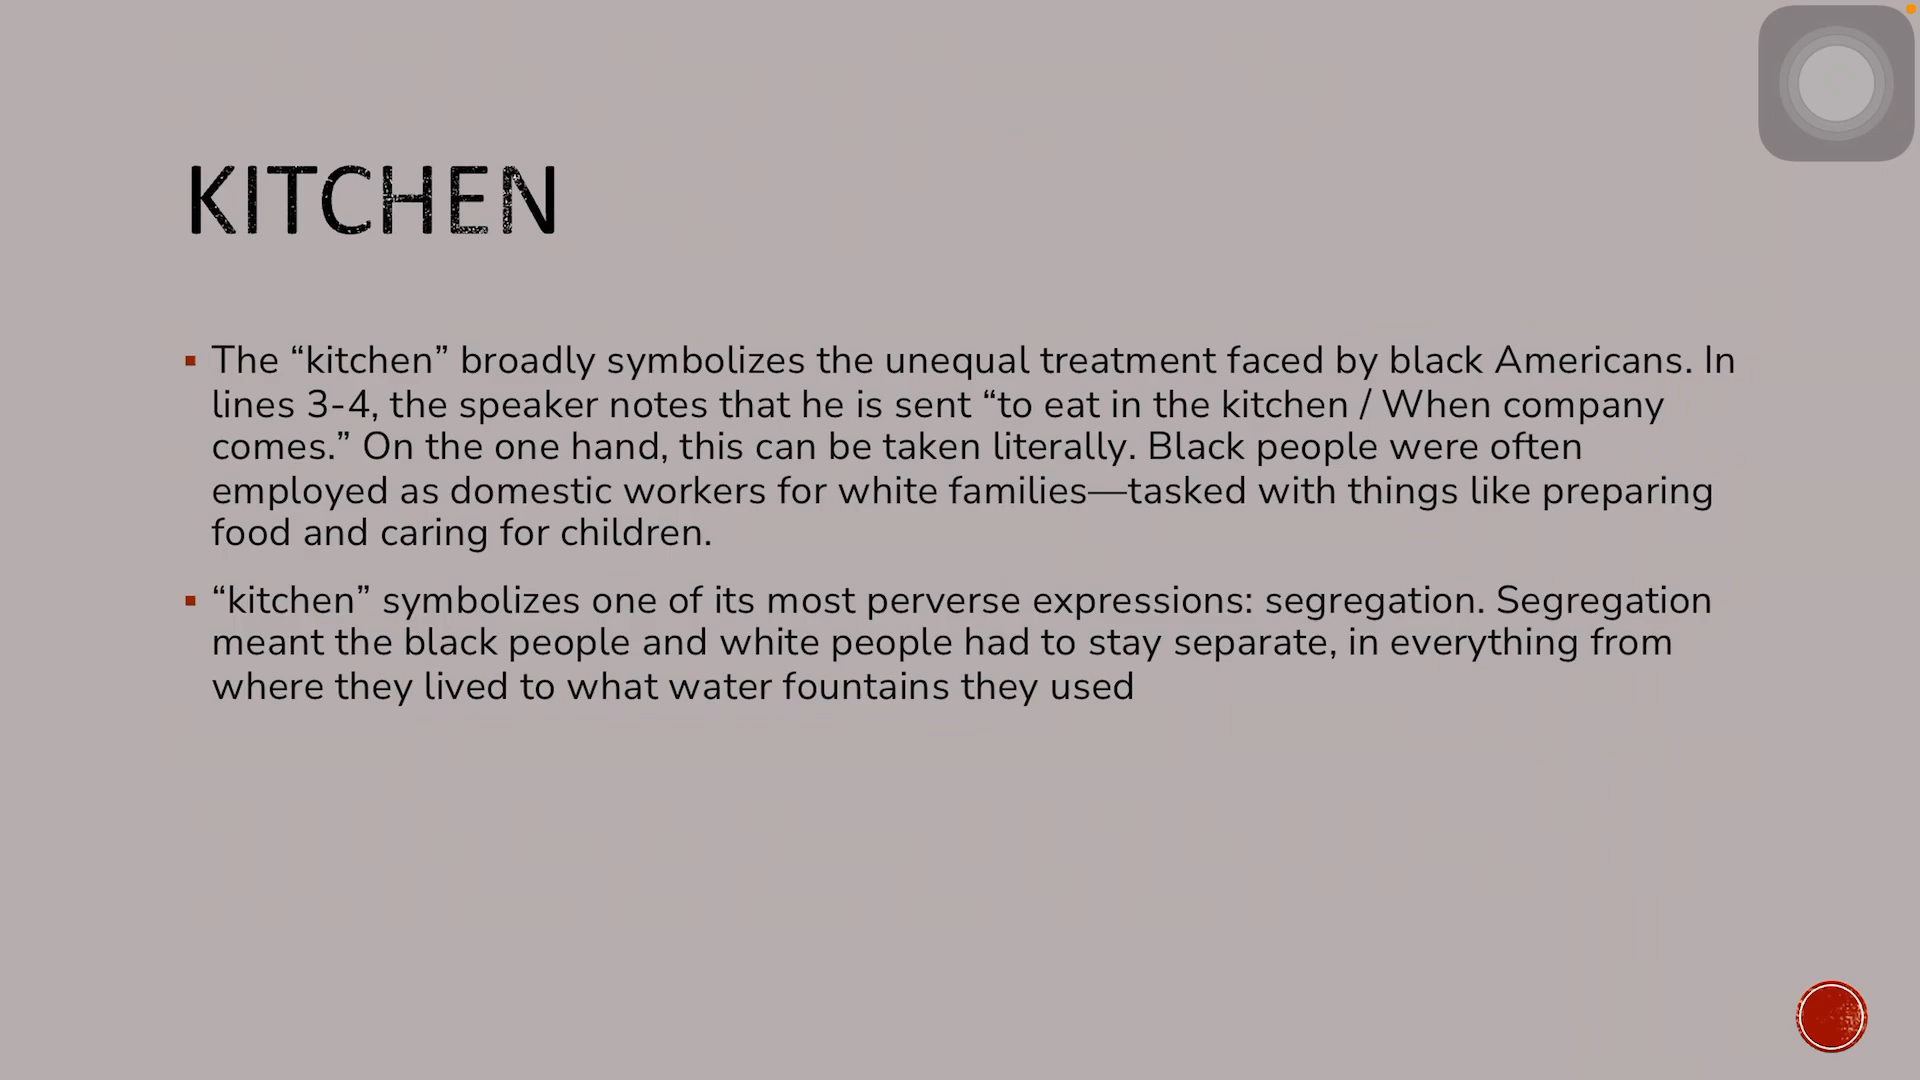 KITCHEN
▪ The “kitchen” broadly symbolizes the unequal treatment faced by black Americans. In
lines 3-4, the speaker notes that he is sent “to eat in the kitchen / When company
comes.” On the one hand, this can be taken literally. Black people were often
employed as domestic workers for white families—tasked with things like preparing
food and caring for children.
▪ “kitchen” symbolizes one of its most perverse expressions: segregation. Segregation
meant the black people and white people had to stay separate, in everything from
where they lived to what water fountains they used